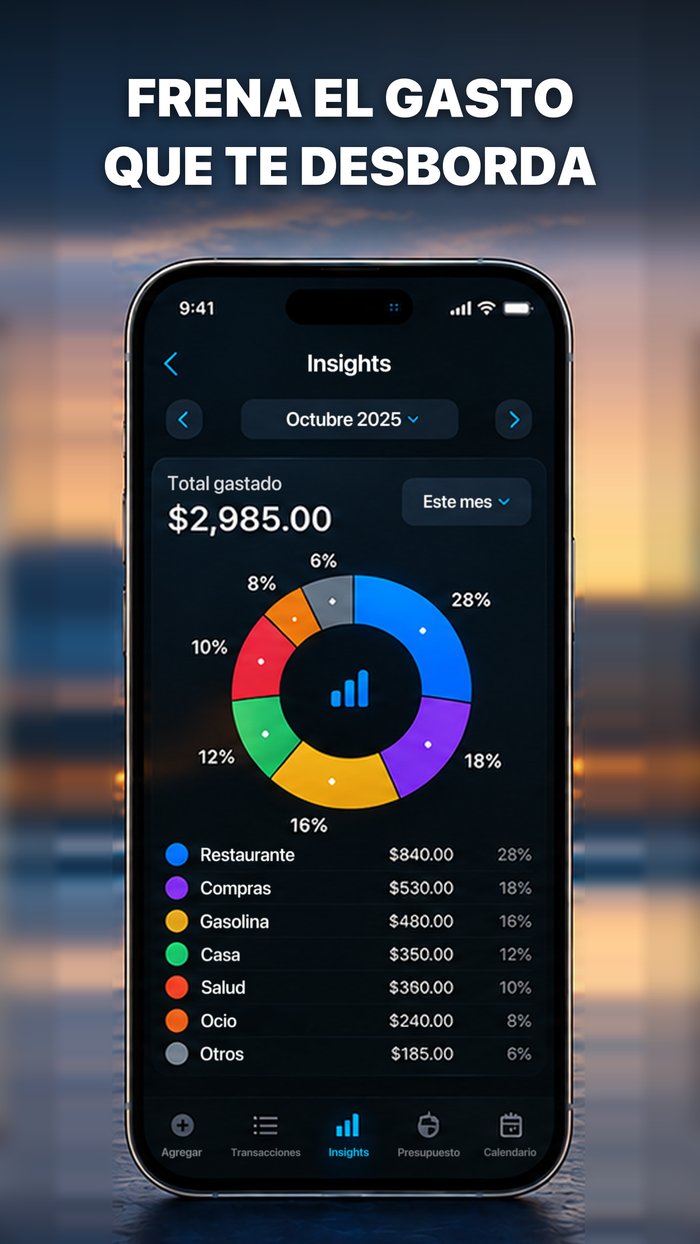 FRENA EL GASTO
QUE TE DESBORDA
9:41
Insights
Octubre 2025
Total gastado
$2,985.00
Este mes
6%
8%
28%
10%
12%
18%
16%
Restaurante $840.00 28%
Compras $530.00 18%
Gasolina $480.00 16%
Casa $350.00 12%
Salud $360.00 10%
Ocio $240.00 8%
Otros $185.00 6%
Agregar Transacciones Insights Presupuesto Calendario